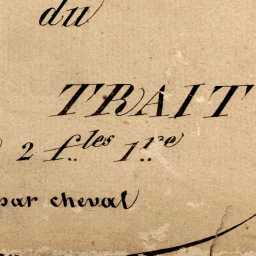 du
TRAIT
2 f.les 1.re
par cheval